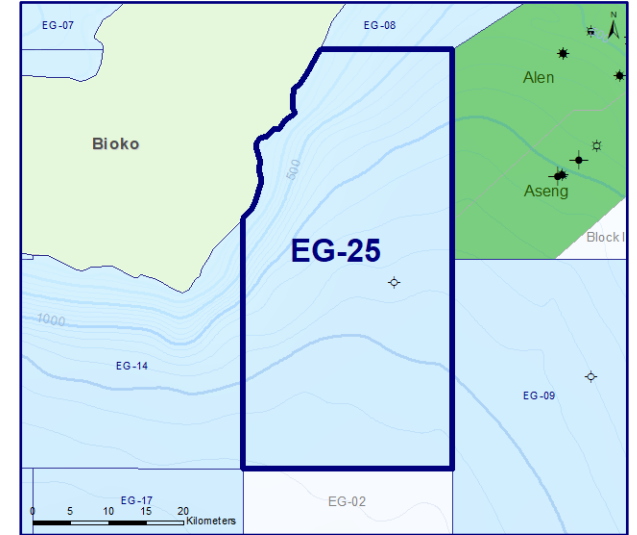 EG-07
EG-08
N
Alen
Bioko
500
Aseng
Block I
EG-25
1000
EG-14
EG-09
EG-17
EG-02
0 5 10 15 20
Kilometers